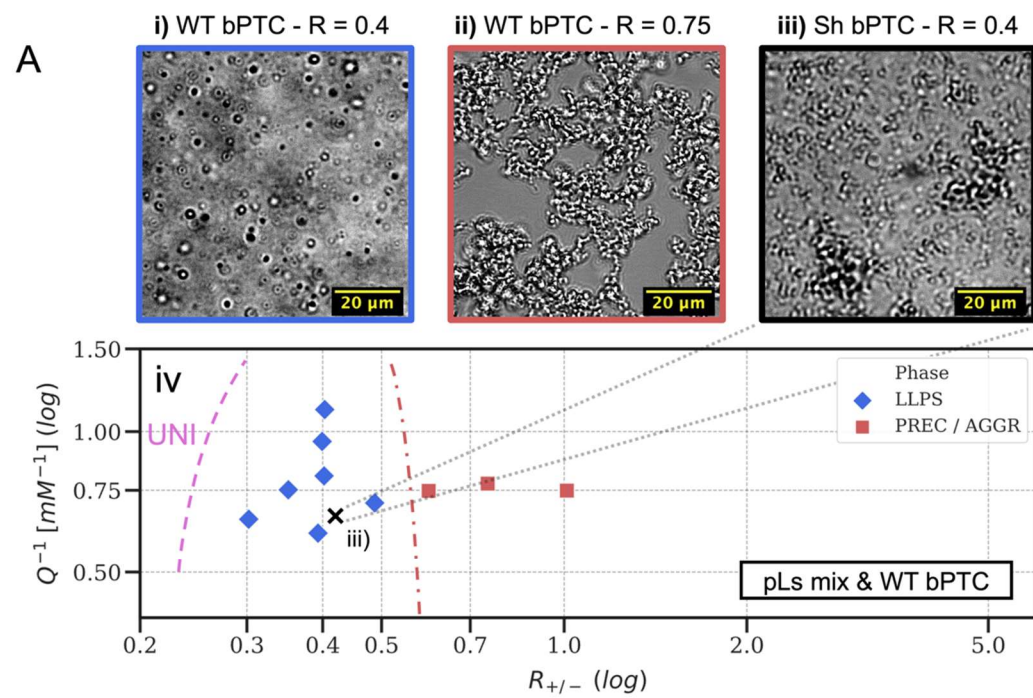 A
i) WT bPTC - R = 0.4
ii) WT bPTC - R = 0.75
iii) Sh bPTC - R = 0.4
20 µm
20 µm
20 µm
iv
UNI
iii)
Phase
LLPS
PREC / AGGR
pLs mix & WT bPTC
1.50
1.00
0.75
0.50
Q⁻¹ [mM⁻¹] (log)
0.2
0.3
0.4
0.5
0.7
1.0
2.0
5.0
R₊/₋ (log)